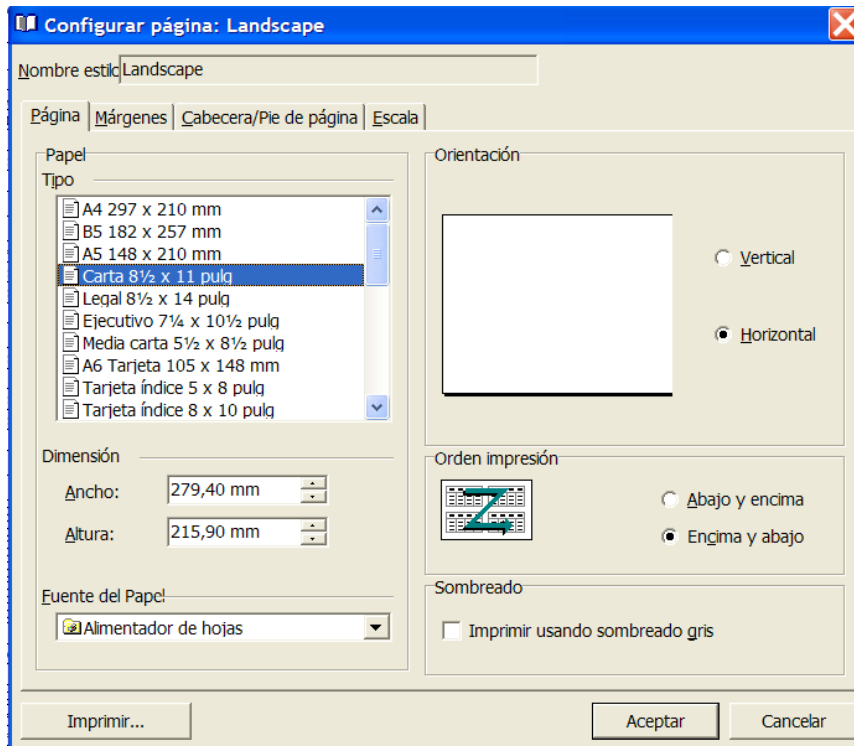 Configurar página: Landscape
Nombre estilo Landscape
Página Márgenes Cabecera/Pie de página Escala
Papel
Tipo
A4 297 x 210 mm
B5 182 x 257 mm
A5 148 x 210 mm
Carta 8½ x 11 pulg
Legal 8½ x 14 pulg
Ejecutivo 7¼ x 10½ pulg
Media carta 5½ x 8½ pulg
A6 Tarjeta 105 x 148 mm
Tarjeta índice 5 x 8 pulg
Tarjeta índice 8 x 10 pulg
Dimensión
Ancho: 279,40 mm
Altura: 215,90 mm
Fuente del Papel
Alimentador de hojas
Orientación
Vertical
Horizontal
Orden impresión
Abajo y encima
Encima y abajo
Sombreado
Imprimir usando sombreado gris
Imprimir... Aceptar Cancelar